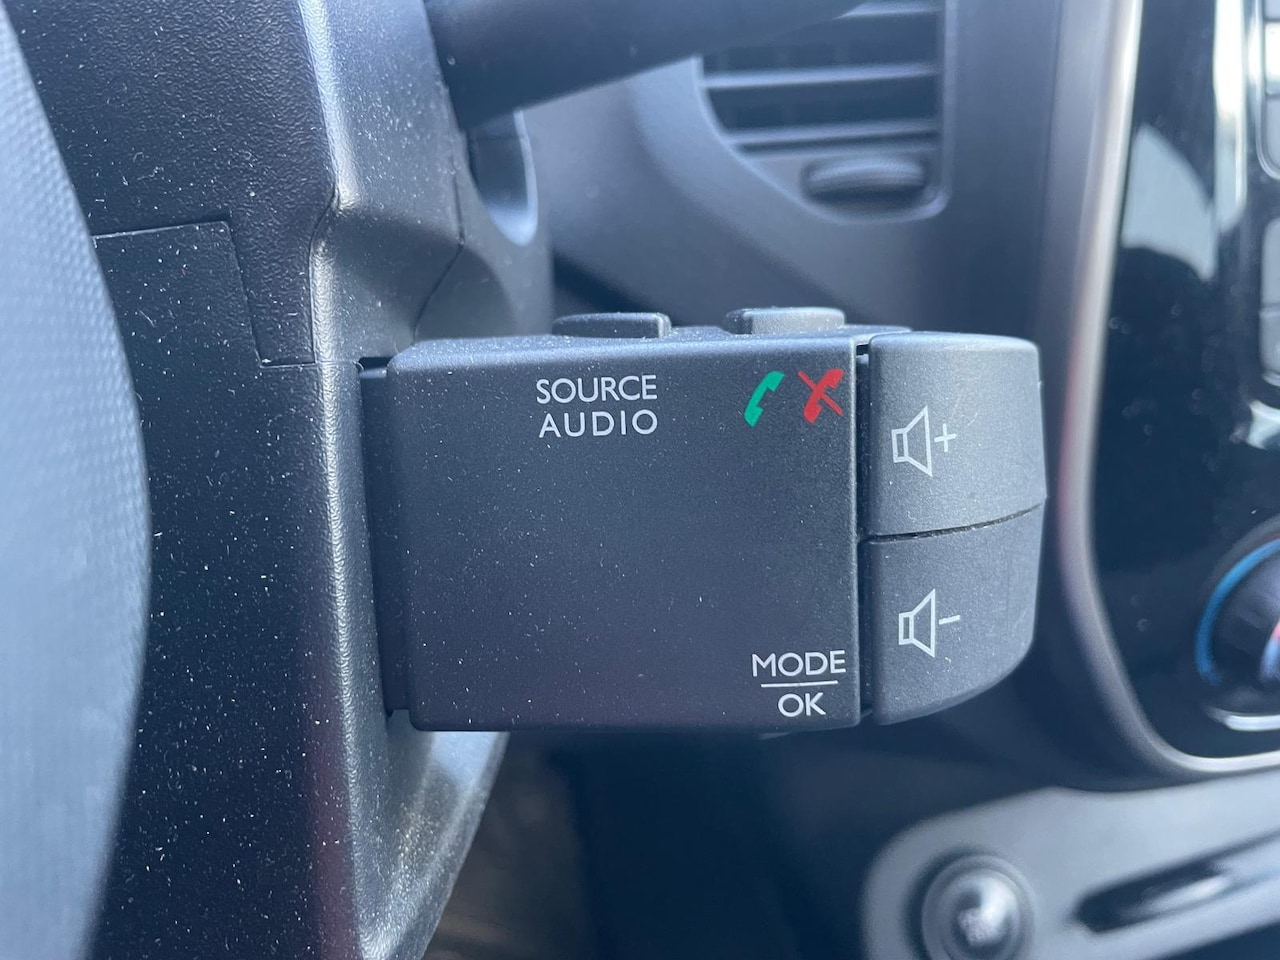 SOURCE
AUDIO
+
-
MODE
OK